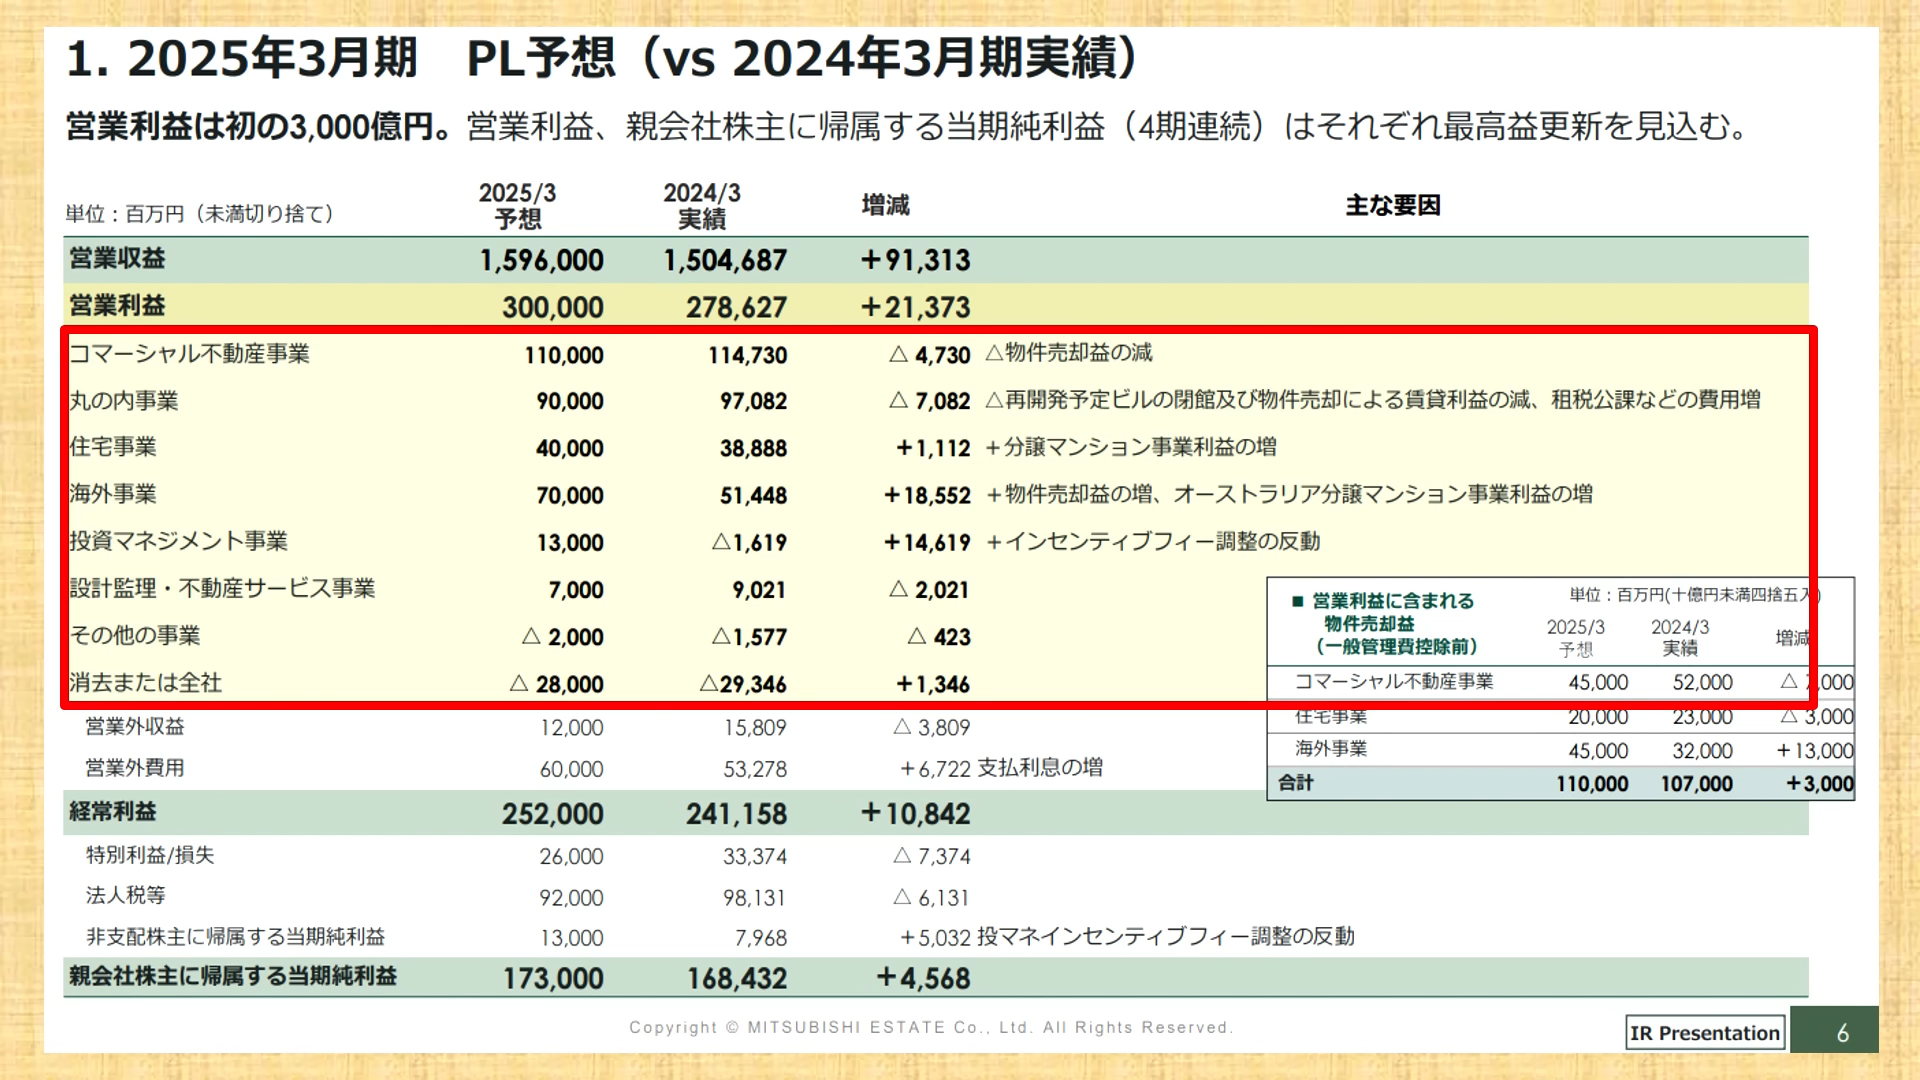 1. 2025年3月期　PL予想（vs 2024年3月期実績）
営業利益は初の3,000億円。営業利益、親会社株主に帰属する当期純利益（4期連続）はそれぞれ最高益更新を見込む。
単位：百万円（未満切り捨て） 2025/3 予想 2024/3 実績 増減 主な要因
営業収益 1,596,000 1,504,687 +91,313
営業利益 300,000 278,627 +21,373
コマーシャル不動産事業 110,000 114,730 △ 4,730 △物件売却益の減
丸の内事業 90,000 97,082 △ 7,082 △再開発予定ビルの閉館及び物件売却による賃貸利益の減、租税公課などの費用増
住宅事業 40,000 38,888 +1,112 +分譲マンション事業利益の増
海外事業 70,000 51,448 +18,552 +物件売却益の増、オーストラリア分譲マンション事業利益の増
投資マネジメント事業 13,000 △1,619 +14,619 +インセンティブフィー調整の反動
設計監理・不動産サービス事業 7,000 9,021 △ 2,021
その他の事業 △ 2,000 △1,577 △ 423
消去または全社 △ 28,000 △29,346 +1,346
営業外収益 12,000 15,809 △ 3,809
営業外費用 60,000 53,278 +6,722 支払利息の増
経常利益 252,000 241,158 +10,842
特別利益/損失 26,000 33,374 △ 7,374
法人税等 92,000 98,131 △ 6,131
非支配株主に帰属する当期純利益 13,000 7,968 +5,032 投マネインセンティブフィー調整の反動
親会社株主に帰属する当期純利益 173,000 168,432 +4,568
■ 営業利益に含まれる
物件売却益
（一般管理費控除前）
単位：百万円(十億円未満四捨五入)
2025/3 予想 2024/3 実績 増減
コマーシャル不動産事業 45,000 52,000 △ 7,000
住宅事業 20,000 23,000 △ 3,000
海外事業 45,000 32,000 +13,000
合計 110,000 107,000 +3,000
Copyright © MITSUBISHI ESTATE Co., Ltd. All Rights Reserved.
IR Presentation 6